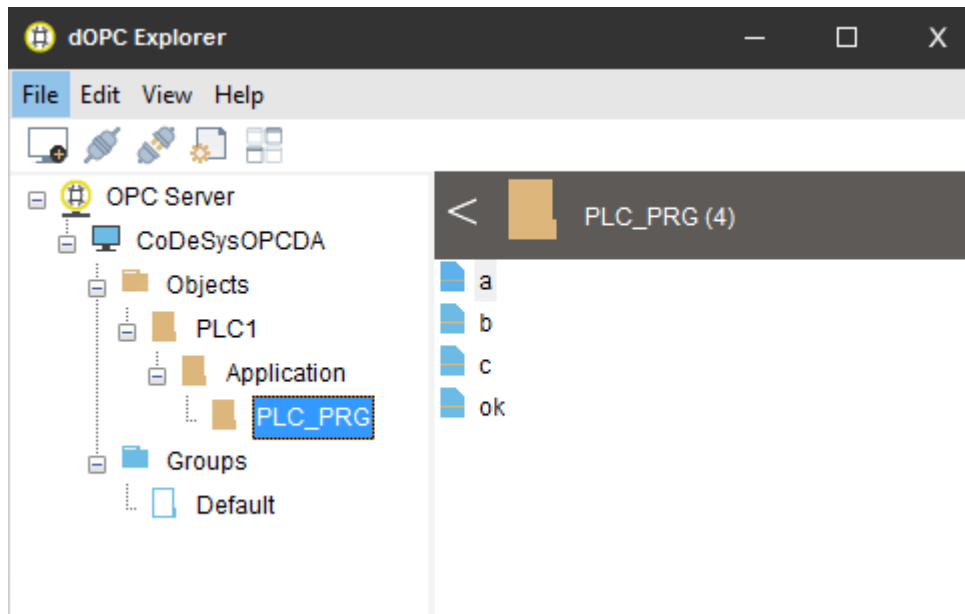 dOPC Explorer
File Edit View Help
OPC Server
CoDeSysOPCDA
Objects
PLC1
Application
PLC_PRG
Groups
Default
PLC_PRG (4)
a
b
c
ok